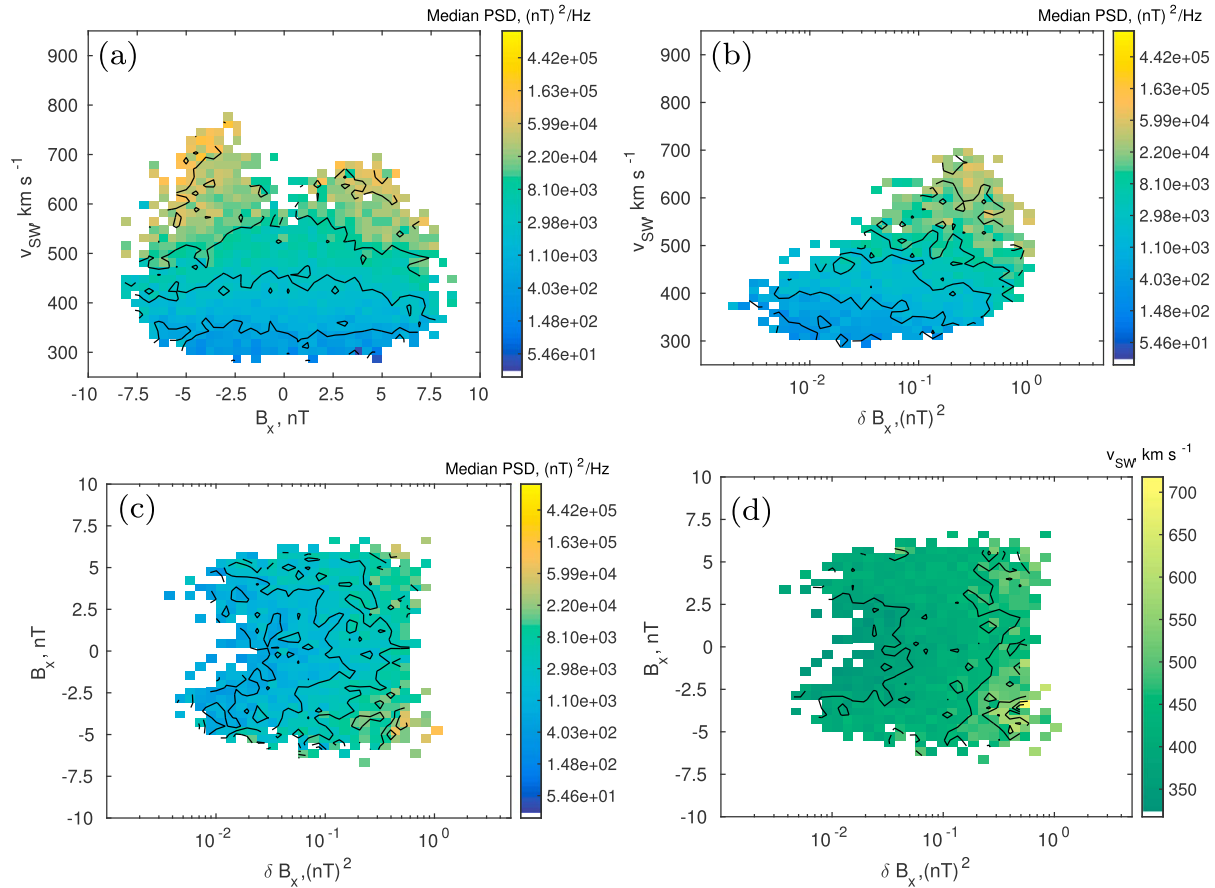 Median PSD, (nT) 2/Hz
(a)
950
900
800
700
600
500
400
300
v SW km s -1
-10 -7.5 -5 -2.5 0 2.5 5 7.5 10
B x , nT
4.42e+05
1.63e+05
5.99e+04
2.20e+04
8.10e+03
2.98e+03
1.10e+03
4.03e+02
1.48e+02
5.46e+01
Median PSD, (nT) 2/Hz
(b)
900
800
700
600
500
400
300
v SW km s -1
10-2 10-1 100
δ B x ,(nT)2
4.42e+05
1.63e+05
5.99e+04
2.20e+04
8.10e+03
2.98e+03
1.10e+03
4.03e+02
1.48e+02
5.46e+01
Median PSD, (nT) 2/Hz
(c)
10
7.5
5
2.5
0
-2.5
-5
-7.5
-10
B x , nT
10-2 10-1 100
δ B x ,(nT)2
4.42e+05
1.63e+05
5.99e+04
2.20e+04
8.10e+03
2.98e+03
1.10e+03
4.03e+02
1.48e+02
5.46e+01
v SW, km s -1
(d)
10
7.5
5
2.5
0
-2.5
-5
-7.5
-10
B x , nT
10-2 10-1 100
δ B x ,(nT)2
700
650
600
550
500
450
400
350